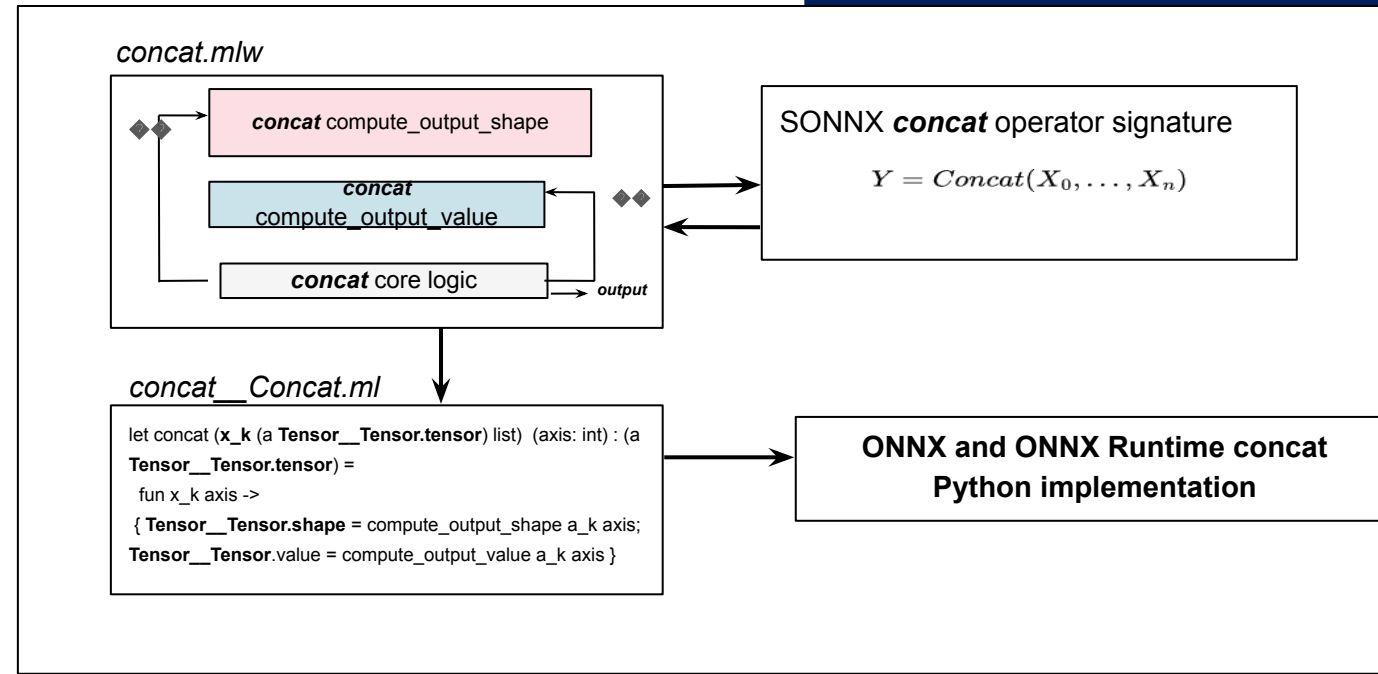 concat.mlw
concat compute_output_shape
concat
compute_output_value
concat core logic
output
SONNX concat operator signature
Y = Concat(X₀, . . . , Xₙ)
concat__Concat.ml
let concat (x_k (a Tensor__Tensor.tensor) list) (axis: int) : (a
Tensor__Tensor.tensor) =
fun x_k axis ->
{ Tensor__Tensor.shape = compute_output_shape a_k axis;
Tensor__Tensor.value = compute_output_value a_k axis }
ONNX and ONNX Runtime concat
Python implementation